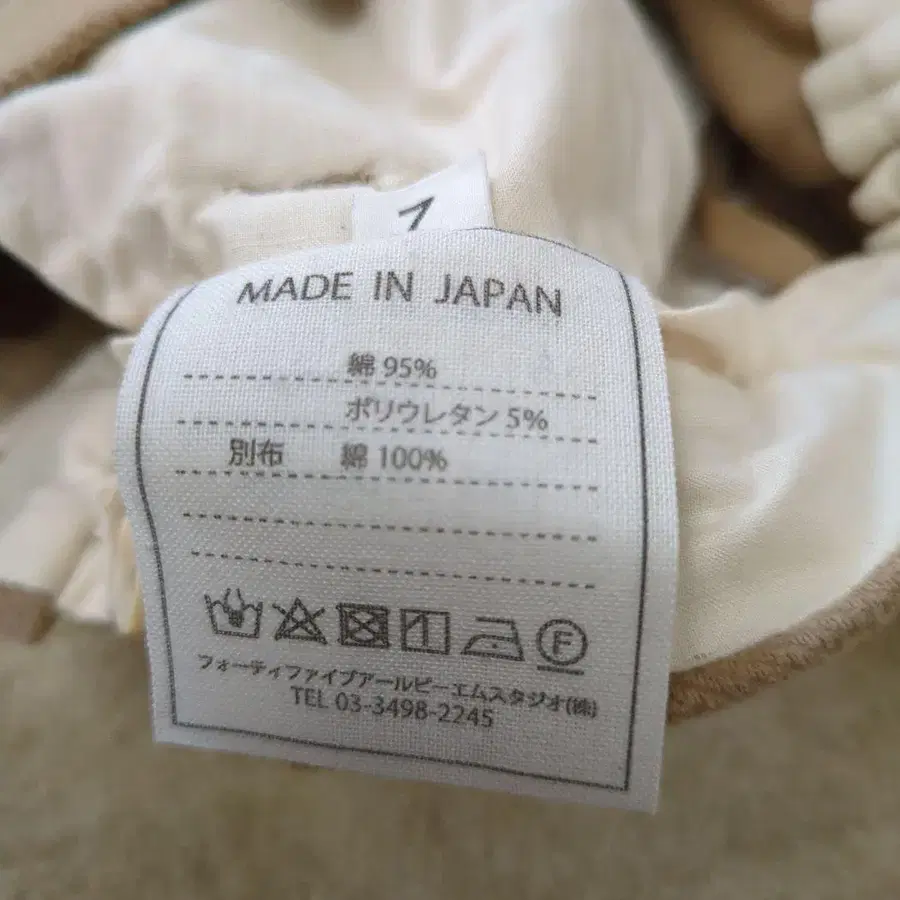 1
MADE IN JAPAN
綿 95%
ポリウレタン 5%
別布 綿 100%
F
フォーティファイブアールピーエムスタジオ(株)
TEL 03-3498-2245